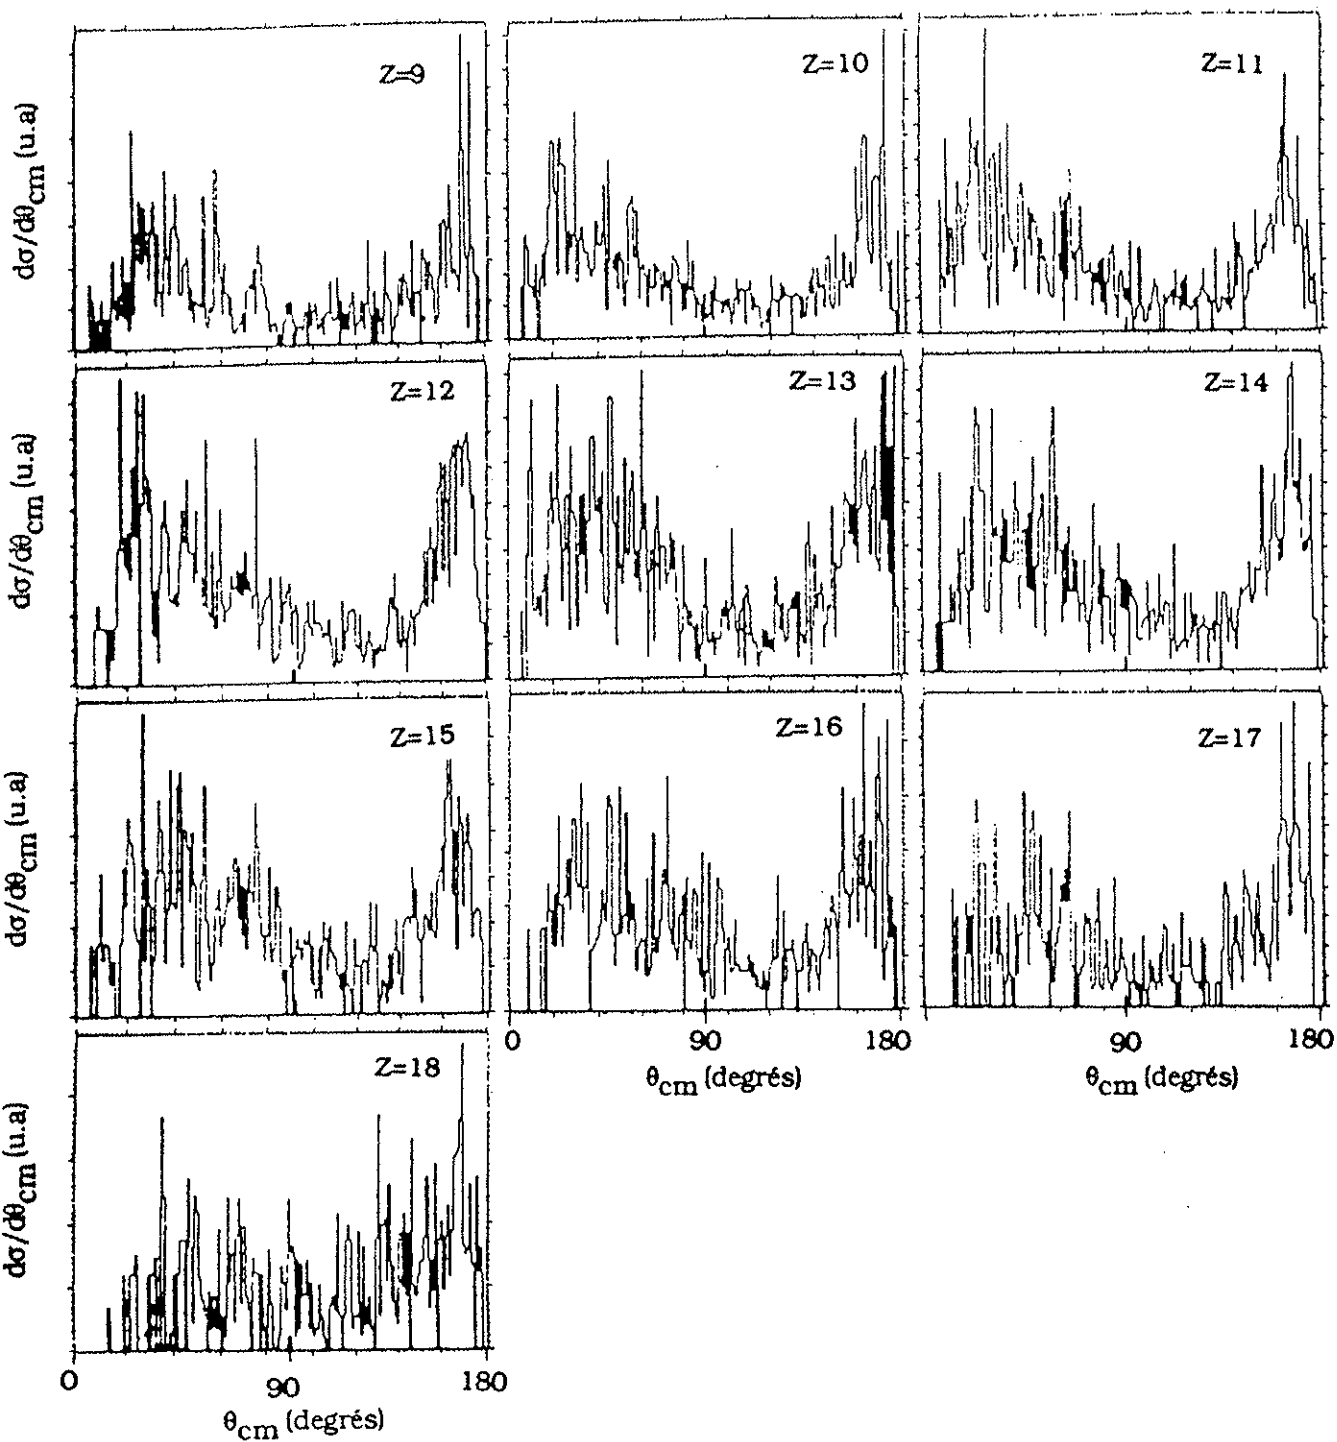 dσ/dθcm (u.a)
Z=9
Z=10
Z=11
dσ/dθcm (u.a)
Z=12
Z=13
Z=14
dσ/dθcm (u.a)
Z=15
Z=16
Z=17
0 90 180
90 180
θcm (degrés)
θcm (degrés)
dσ/dθcm (u.a)
Z=18
0 90 180
θcm (degrés)